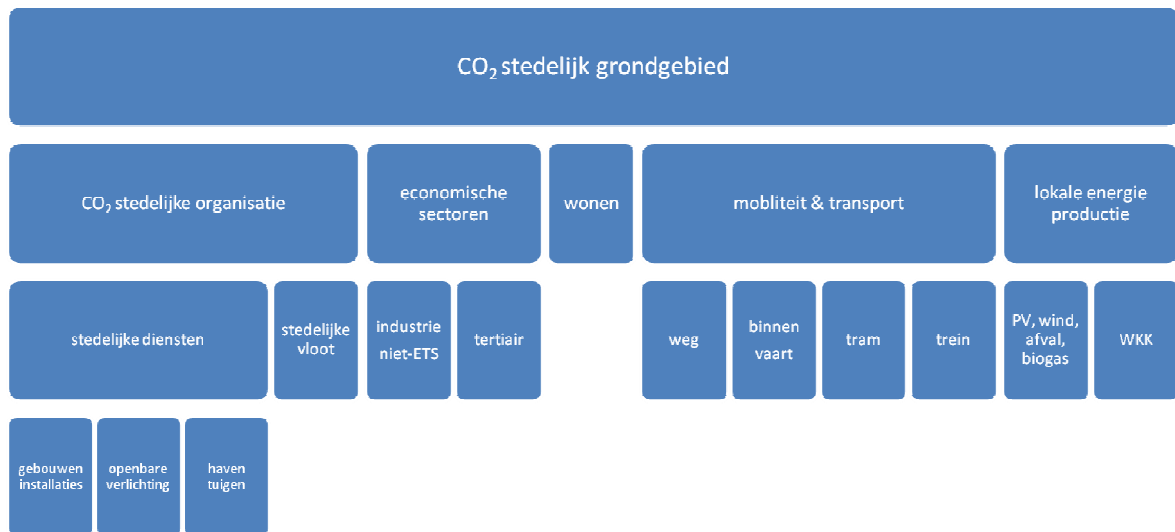 CO₂ stedelijk grondgebied
CO₂ stedelijke organisatie
economische
sectoren
wonen
mobliteit & transport
lokale energie
productie
stedelijke diensten
stedelijke
vloot
industrie
niet-ETS
tertiair
weg
binnen
vaart
tram
trein
PV, wind,
afval,
biogas
WKK
gebouwen
installaties
openbare
verlichting
haven
tuigen